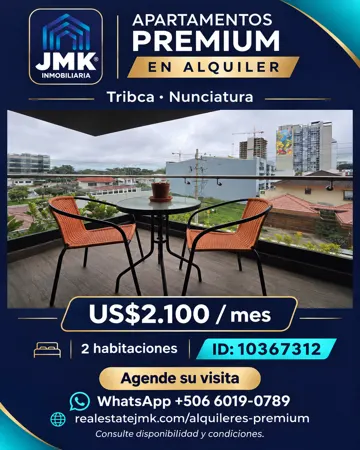 JMK®
INMOBILIARIA
APARTAMENTOS
PREMIUM
EN ALQUILER
Tribca • Nunciatura
US$2.100 / mes
2 habitaciones
ID: 10367312
Agende su visita
WhatsApp +506 6019-0789
realestatejmk.com/alquileres-premium
Consulte disponibilidad y condiciones.